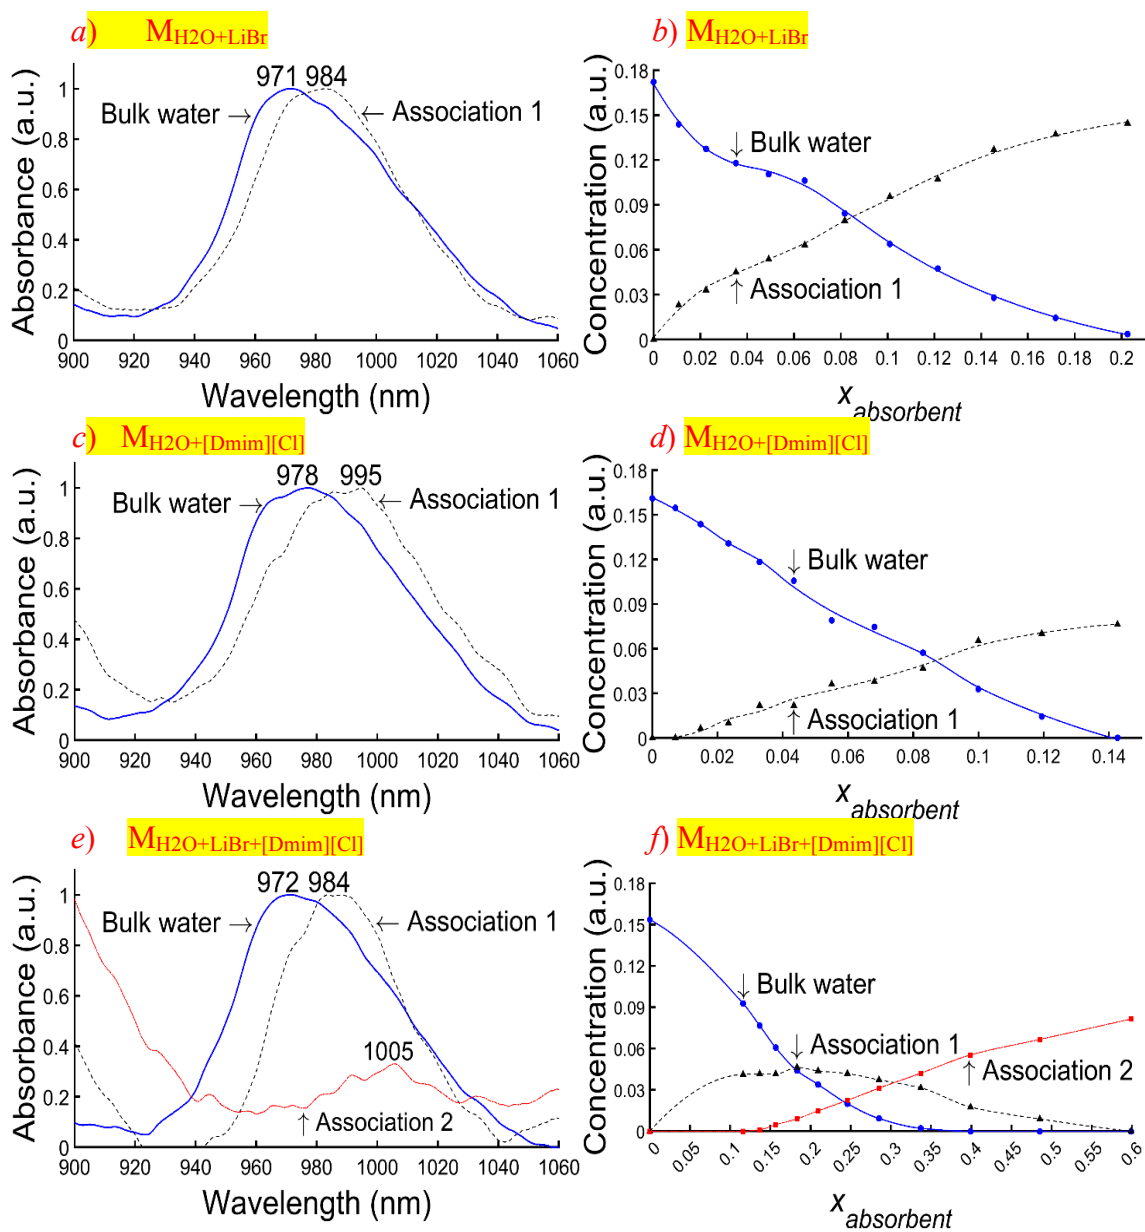 a) M_H2O+LiBr
971 984
Bulk water
Association 1
Absorbance (a.u.)
1
0.8
0.6
0.4
0.2
0
900 920 940 960 980 1000 1020 1040 1060
Wavelength (nm)
b) M_H2O+LiBr
Concentration (a.u.)
0.18
0.15
0.12
0.09
0.06
0.03
0
Bulk water
Association 1
0 0.02 0.04 0.06 0.08 0.1 0.12 0.14 0.16 0.18 0.2
x_absorbent
c) M_H2O+[Dmim][Cl]
978 995
Bulk water
Association 1
Absorbance (a.u.)
1
0.8
0.6
0.4
0.2
0
900 920 940 960 980 1000 1020 1040 1060
Wavelength (nm)
d) M_H2O+[Dmim][Cl]
Concentration (a.u.)
0.18
0.15
0.12
0.09
0.06
0.03
0
Bulk water
Association 1
0 0.02 0.04 0.06 0.08 0.1 0.12 0.14
x_absorbent
e) M_H2O+LiBr+[Dmim][Cl]
972 984
Bulk water
Association 1
1005
Association 2
Absorbance (a.u.)
1
0.8
0.6
0.4
0.2
0
900 920 940 960 980 1000 1020 1040 1060
Wavelength (nm)
f) M_H2O+LiBr+[Dmim][Cl]
Concentration (a.u.)
0.18
0.15
0.12
0.09
0.06
0.03
0
Bulk water
Association 1
Association 2
0 0.05 0.1 0.15 0.2 0.25 0.3 0.35 0.4 0.45 0.5 0.55 0.6
x_absorbent